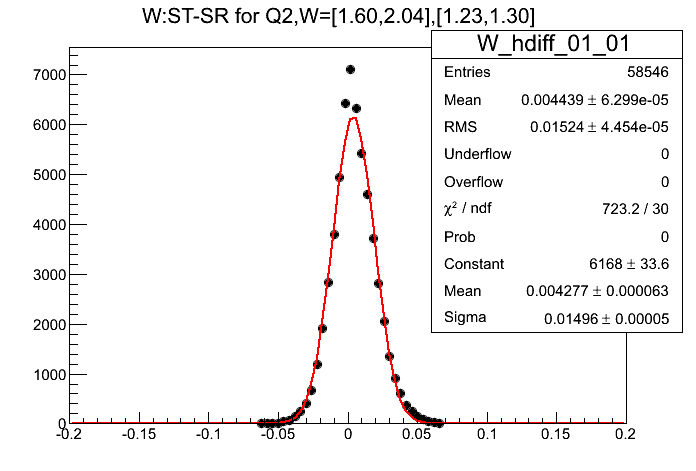 W:ST-SR for Q2,W=[1.60,2.04],[1.23,1.30]
W_hdiff_01_01
Entries 58546
Mean 0.004439 ± 6.299e-05
RMS 0.01524 ± 4.454e-05
Underflow 0
Overflow 0
χ² / ndf 723.2 / 30
Prob 0
Constant 6168 ± 33.6
Mean 0.004277 ± 0.000063
Sigma 0.01496 ± 0.00005
7000
6000
5000
4000
3000
2000
1000
0
-0.2 -0.15 -0.1 -0.05 0 0.05 0.1 0.15 0.2